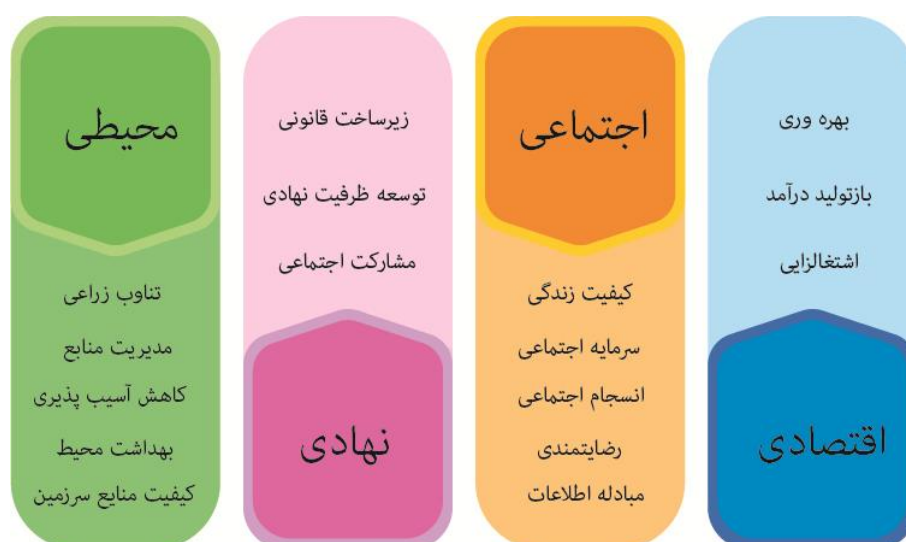 بهره وری
بازتولید درآمد
اشتغالزایی
اقتصادی
اجتماعی
کیفیت زندگی
سرمایه اجتماعی
انسجام اجتماعی
رضایتمندی
مبادله اطلاعات
زیرساخت قانونی
توسعه ظرفیت نهادی
مشارکت اجتماعی
نهادی
محیطی
تناوب زراعی
مدیریت منابع
کاهش آسیب پذیری
بهداشت محیط
کیفیت منایع سرزمین